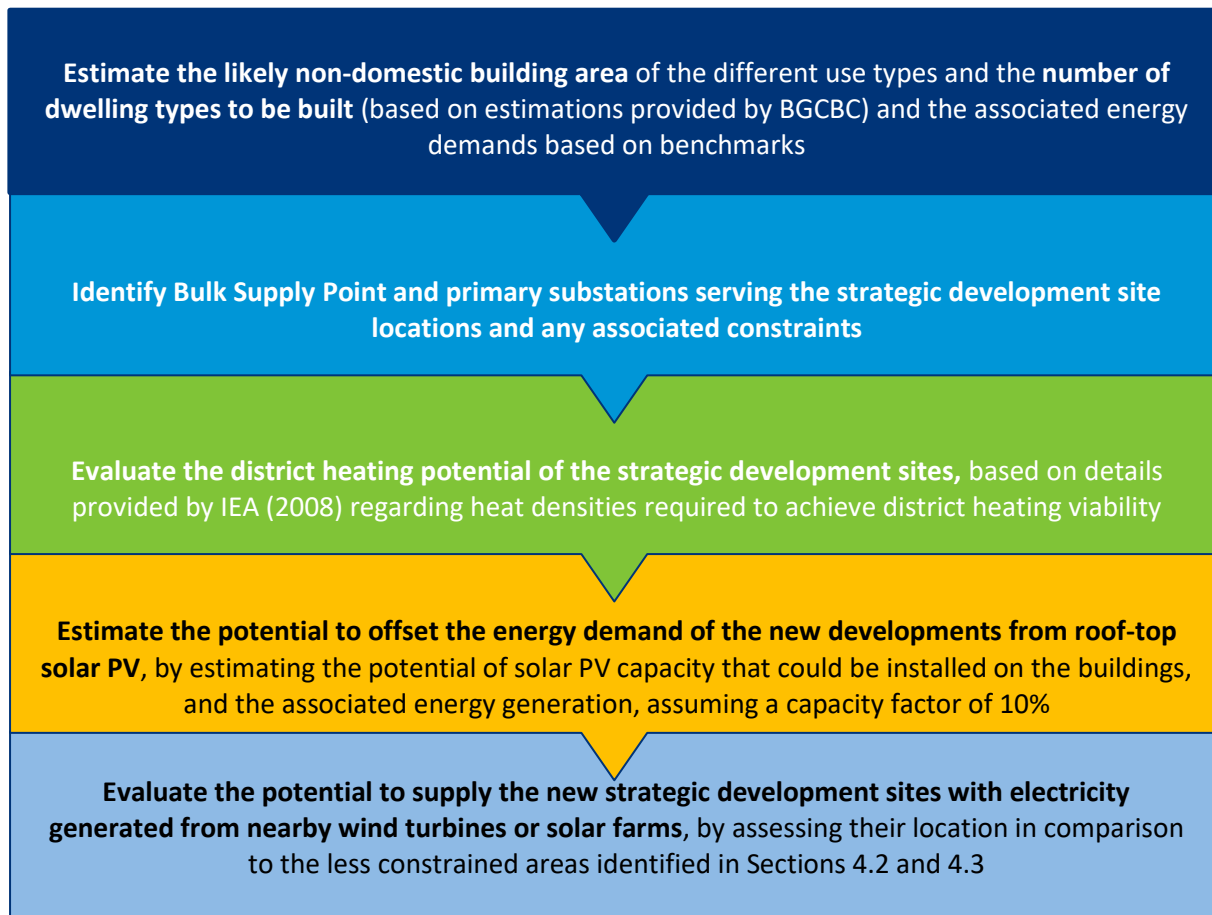 Estimate the likely non-domestic building area of the different use types and the number of
dwelling types to be built (based on estimations provided by BGCBC) and the associated energy
demands based on benchmarks
Identify Bulk Supply Point and primary substations serving the strategic development site
locations and any associated constraints
Evaluate the district heating potential of the strategic development sites, based on details
provided by IEA (2008) regarding heat densities required to achieve district heating viability
Estimate the potential to offset the energy demand of the new developments from roof-top
solar PV, by estimating the potential of solar PV capacity that could be installed on the buildings,
and the associated energy generation, assuming a capacity factor of 10%
Evaluate the potential to supply the new strategic development sites with electricity
generated from nearby wind turbines or solar farms, by assessing their location in comparison
to the less constrained areas identified in Sections 4.2 and 4.3